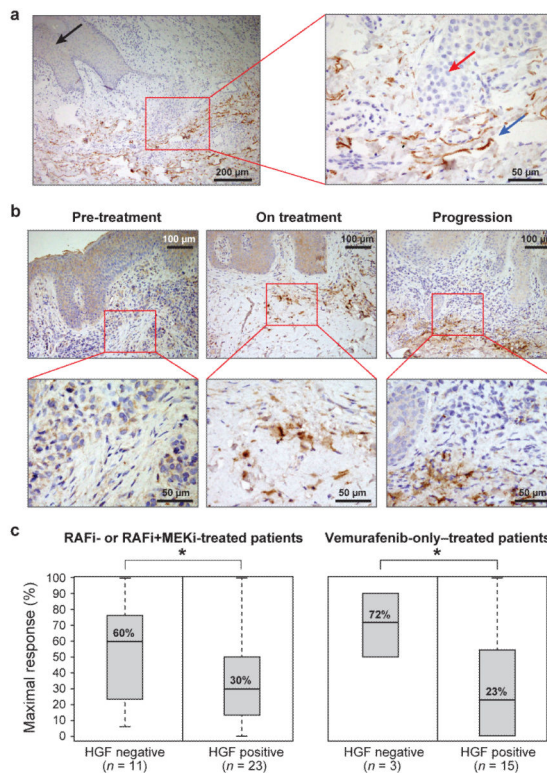 a
200 µm
50 µm
b
Pre-treatment
On treatment
Progression
100 µm
100 µm
100 µm
50 µm
50 µm
50 µm
c
RAFi- or RAFi+MEKi-treated patients
Vemurafenib-only–treated patients
*
*
Maximal response (%)
100
90
80
70
60
50
40
30
20
10
0
60%
30%
72%
23%
HGF negative
(n = 11)
HGF positive
(n = 23)
HGF negative
(n = 3)
HGF positive
(n = 15)